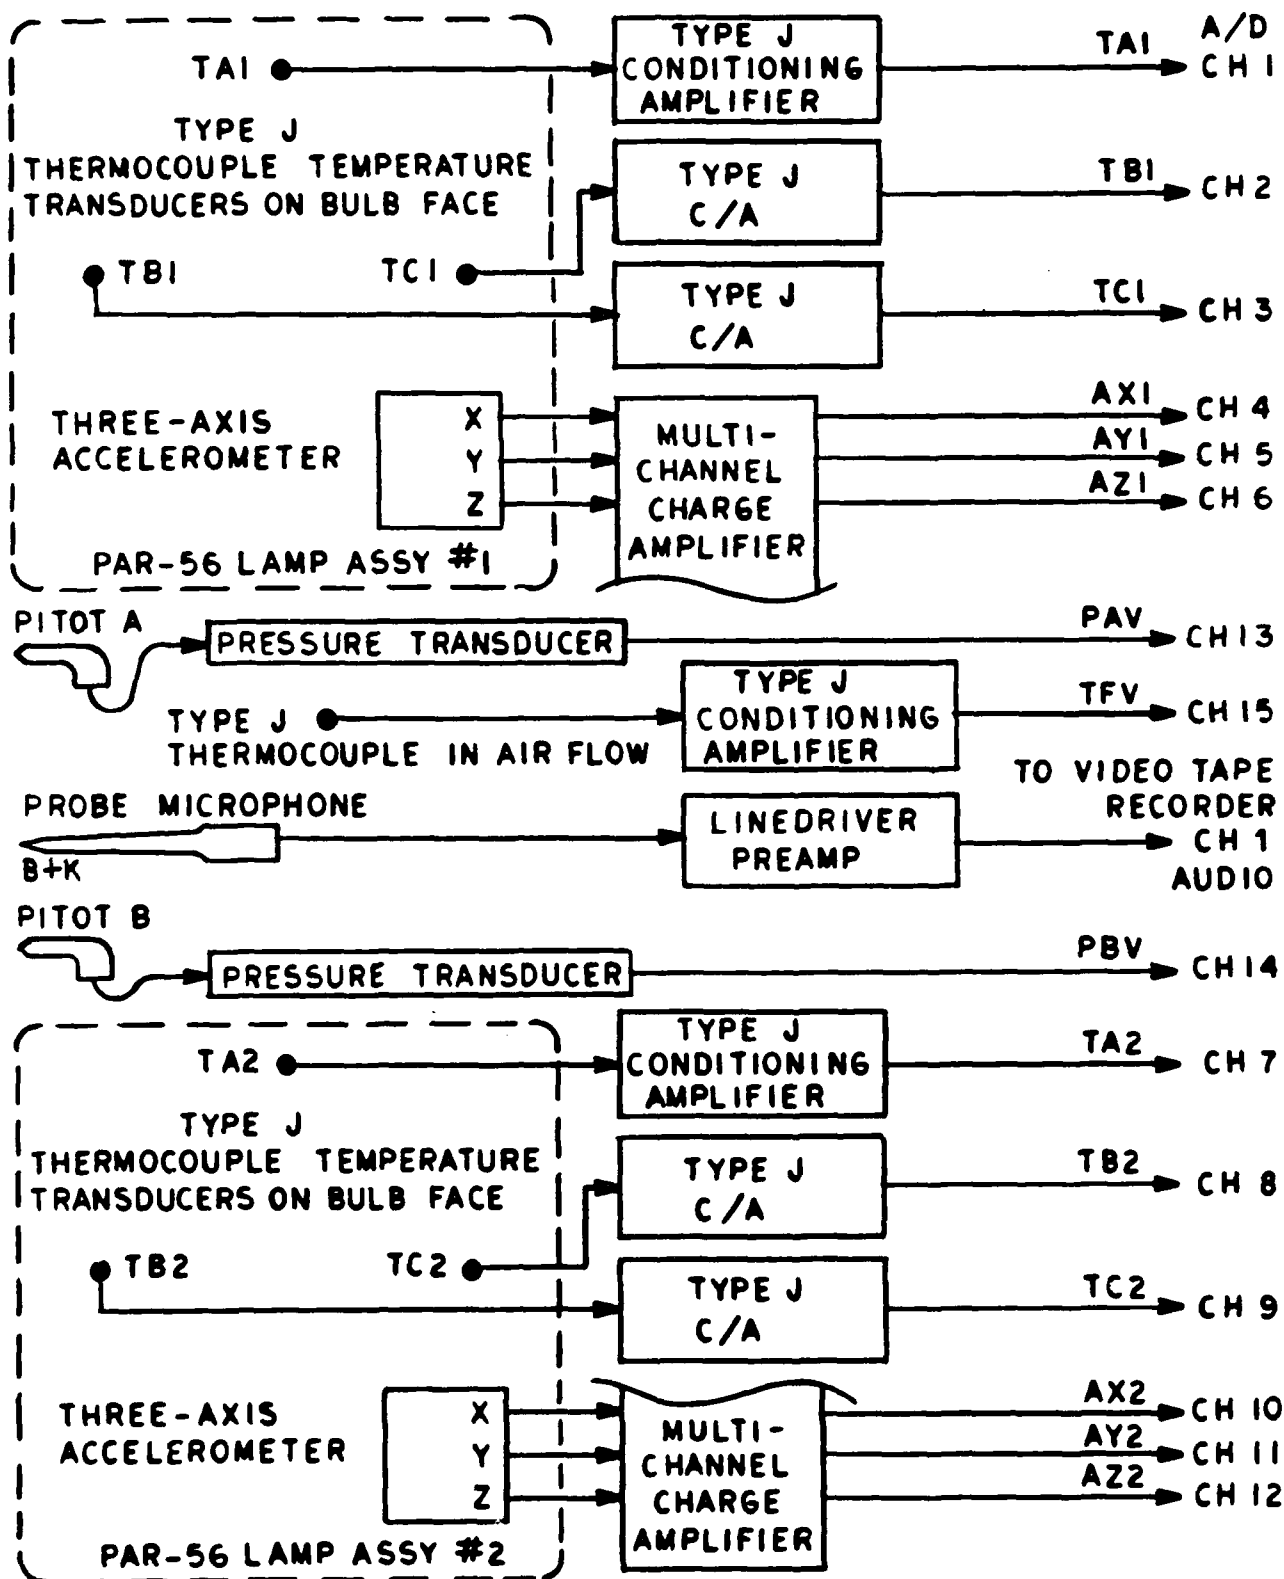 A/D
TA1
TYPE J
CONDITIONING
AMPLIFIER
TA1
CH 1
TYPE J
THERMOCOUPLE TEMPERATURE
TRANSDUCERS ON BULB FACE
TYPE J
C/A
TB1
CH 2
TB1
TC1
TYPE J
C/A
TC1
CH 3
THREE-AXIS
ACCELEROMETER
X
Y
Z
MULTI-
CHANNEL
CHARGE
AMPLIFIER
AX1
CH 4
AY1
CH 5
AZ1
CH 6
PAR-56 LAMP ASSY #1
PITOT A
PRESSURE TRANSDUCER
PAV
CH 13
TYPE J
THERMOCOUPLE IN AIR FLOW
TYPE J
CONDITIONING
AMPLIFIER
TFV
CH 15
PROBE MICROPHONE
B+K
LINEDRIVER
PREAMP
TO VIDEO TAPE
RECORDER
CH 1
AUDIO
PITOT B
PRESSURE TRANSDUCER
PBV
CH 14
TA2
TYPE J
CONDITIONING
AMPLIFIER
TA2
CH 7
TYPE J
THERMOCOUPLE TEMPERATURE
TRANSDUCERS ON BULB FACE
TYPE J
C/A
TB2
CH 8
TB2
TC2
TYPE J
C/A
TC2
CH 9
THREE-AXIS
ACCELEROMETER
X
Y
Z
MULTI-
CHANNEL
CHARGE
AMPLIFIER
AX2
CH 10
AY2
CH 11
AZ2
CH 12
PAR-56 LAMP ASSY #2